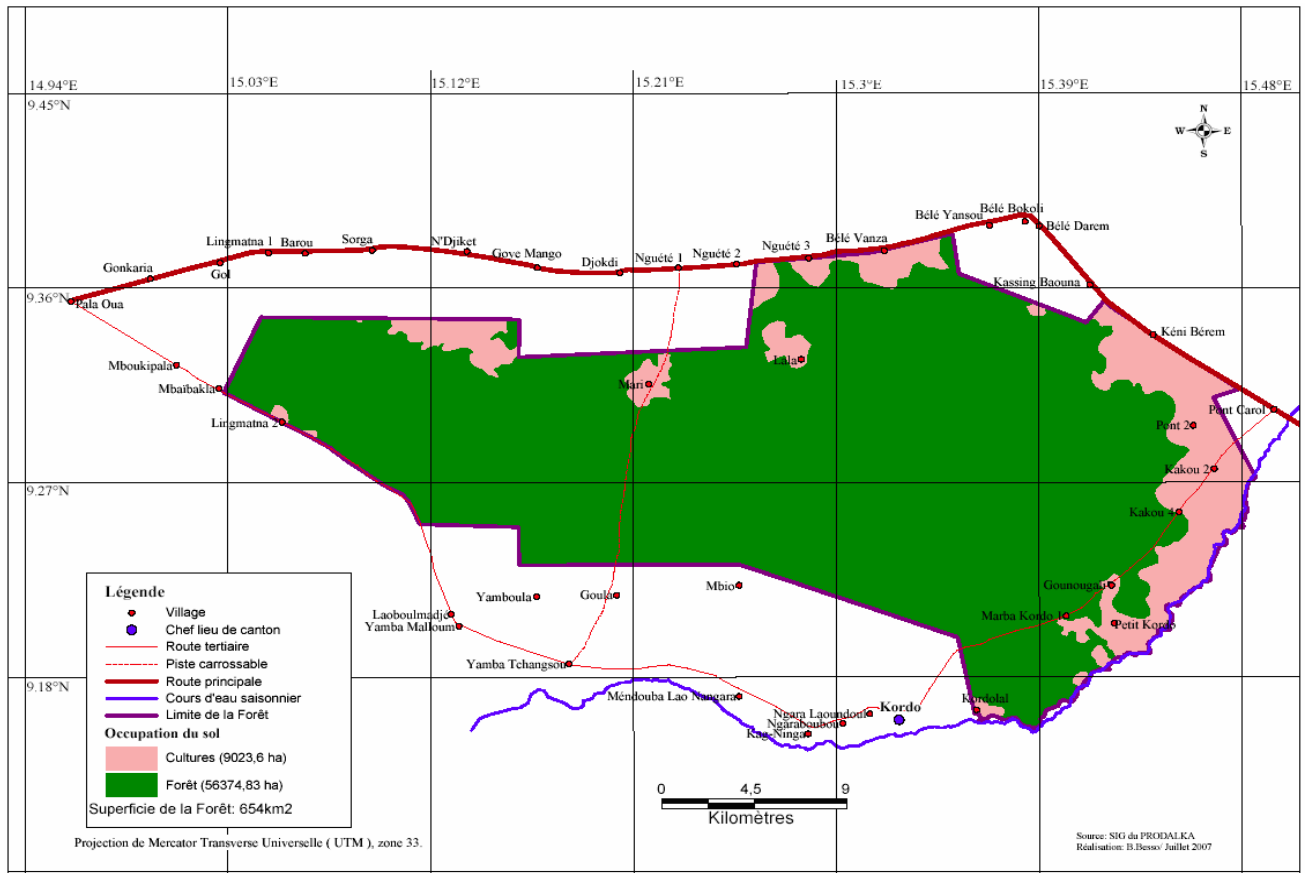 14.94°E 15.03°E 15.12°E 15.21°E 15.3°E 15.39°E 15.48°E
9.45°N
N
W E
S
Bélé Bokoli
Bélé Yansou
Bélé Darem
Lingmatna 1 Barou Sorga N'Djiket Bélé Vanza
Nguété 3
Gove Mango Nguété 1 Nguété 2
Gonkaria Gol Djokdi
Kassing Baouna
9.36°N
Pala Oua
Kéni Bérem
Mboukipala Lala
Mbaïbakla Mari
Pont Carol
Lingmatna 2 Pont 2
Kakou 2
9.27°N
Kakou 4
Mbio Gounougai
Yamboula Gouki
Laoboulmadjé Marba Kordo 1
Yamba Malloum Petit Kordo
Yamba Tchangsou
9.18°N
Méndouba Lao Nangara
Kordolal
Ngara Laoundoul Kordo
Ngaraboubou
Kag-Ninga
Légende
Village
Chef lieu de canton
Route tertiaire
Piste carrossable
Route principale
Cours d'eau saisonnier
Limite de la Forêt
Occupation du sol
Cultures (9023,6 ha)
Forêt (56374,83 ha)
Superficie de la Forêt: 654km2
0 4,5 9
Kilomètres
Projection de Mercator Transverse Universelle ( UTM ), zone 33.
Source: SIG du PRODALKA
Réalisation: B.Besso/ Juillet 2007